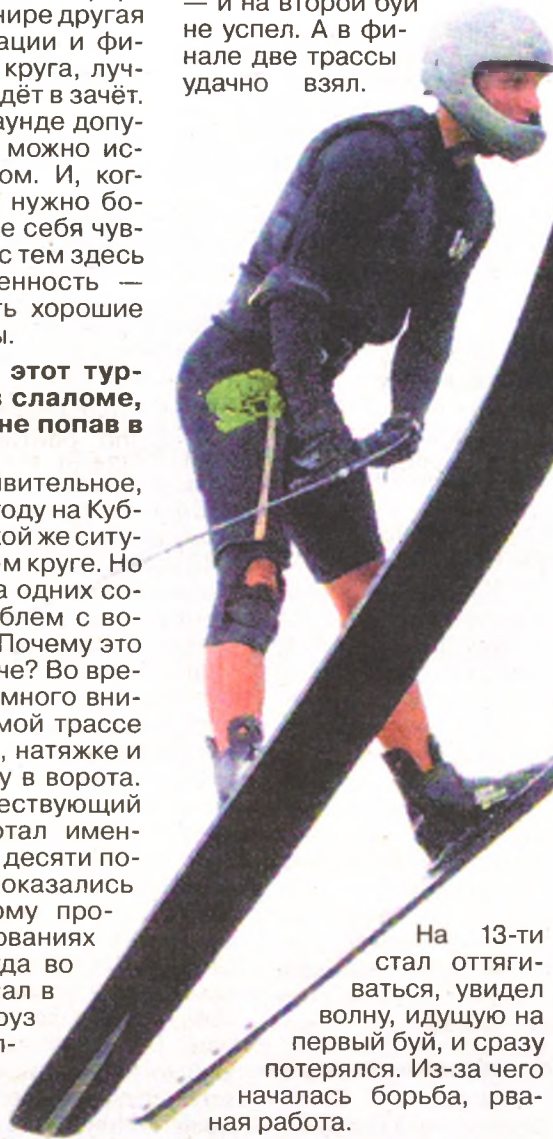 нире другая
ации и фи-
круга, луч-
дёт в зачёт.
аунде допу-
можно ис-
ом. И, ког-
нужно бо-
е себя чув-
с тем здесь
енность —
ть хорошие
ы.
этот тур-
в слаломе,
не попав в
ивительное,
году на Куб-
кой же ситу-
м круге. Но
а одних со-
блем с во-
Почему это
че? Во вре-
много вни-
мой трассе
, натяжке и
у в ворота.
ествующий
отал имен-
десяти по-
оказались
ому про-
ованиях
да во
ал в
руз
л-
— и на второй буй
не успел. А в фи-
нале две трассы
удачно взял.
На 13-ти
стал оттяги-
ваться, увидел
волну, идущую на
первый буй, и сразу
потерялся. Из-за чего
началась борьба, рва-
ная работа.